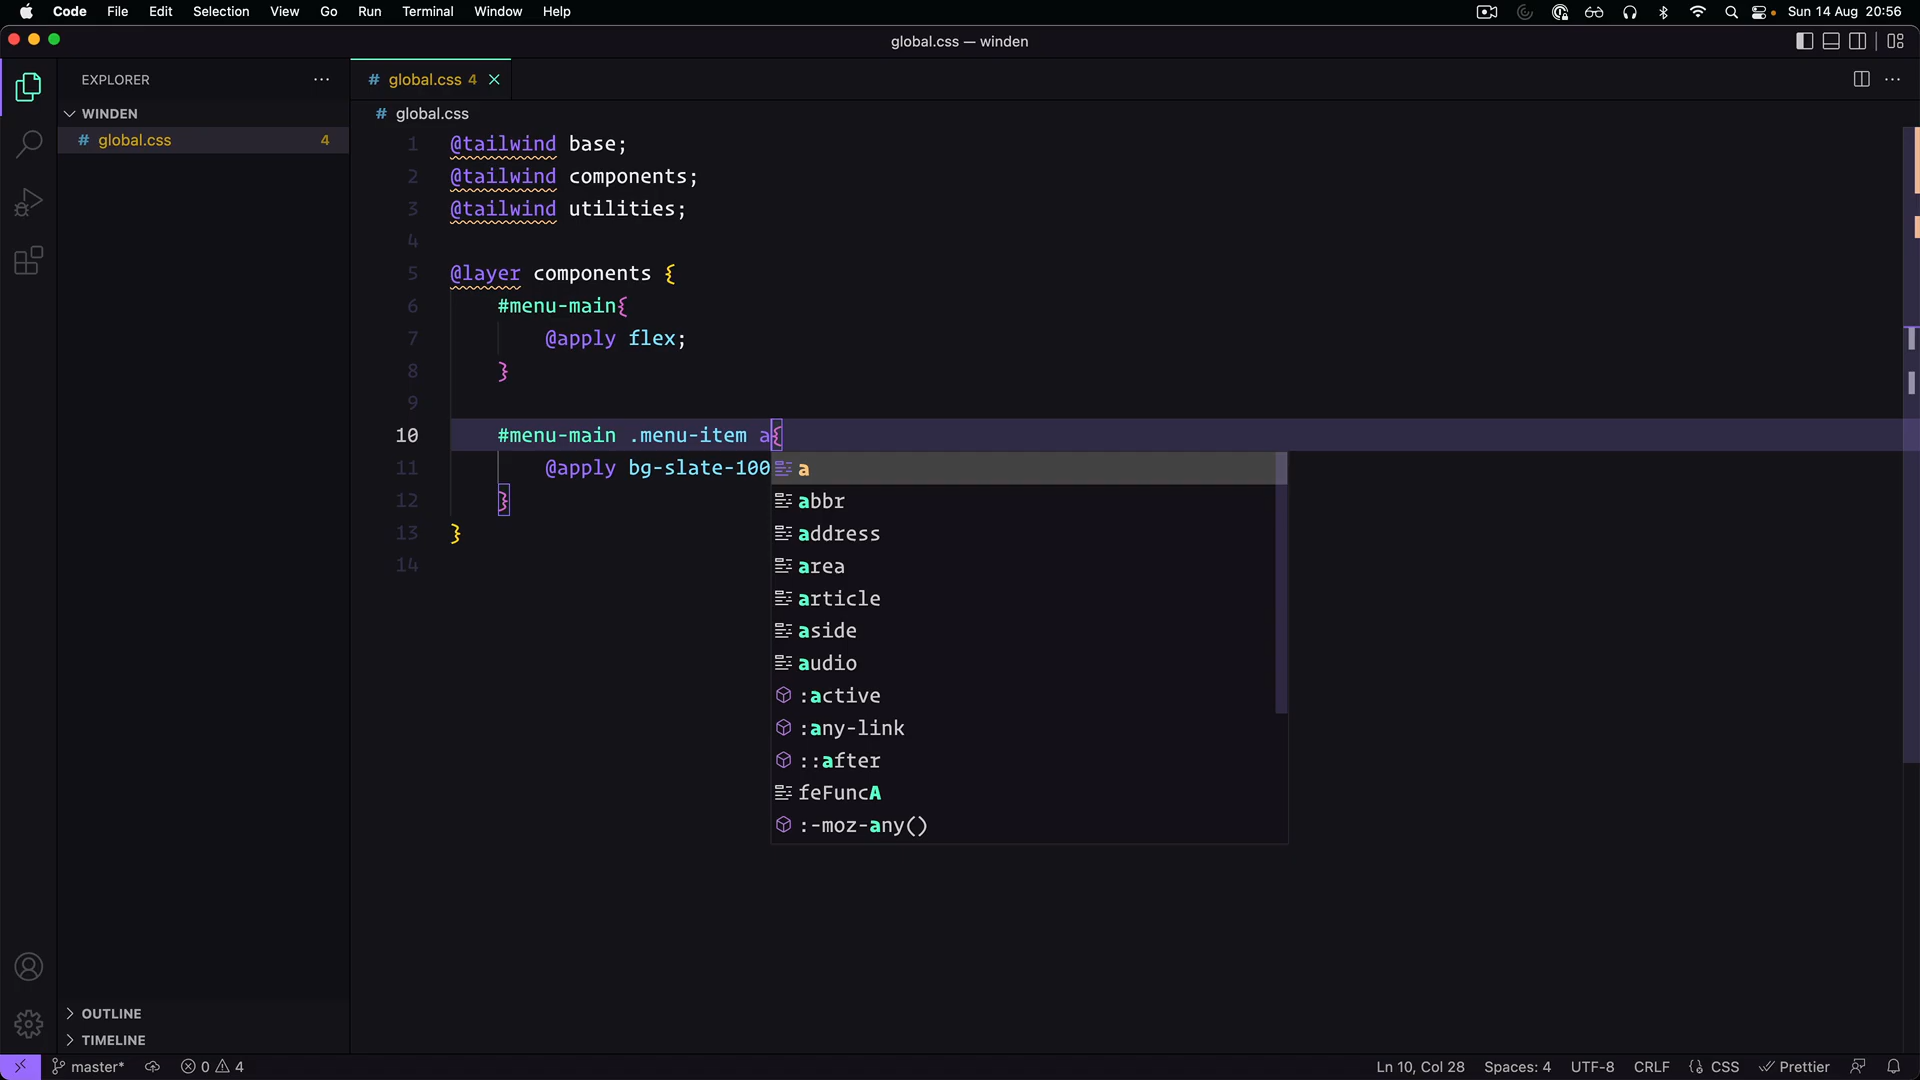 Code File Edit Selection View Go Run Terminal Window Help Sun 14 Aug 20:56
global.css — winden
EXPLORER ···
# global.css 4
WINDEN
# global.css
# global.css 4
1 @tailwind base;
2 @tailwind components;
3 @tailwind utilities;
4
5 @layer components {
6 #menu-main{
7 @apply flex;
8 }
9
10 #menu-main .menu-item a{
11 @apply bg-slate-100
12 }
13 }
14
a
abbr
address
area
article
aside
audio
:active
:any-link
::after
feFuncA
:-moz-any()
OUTLINE
TIMELINE
master* 0 4 Ln 10, Col 28 Spaces: 4 UTF-8 CRLF CSS Prettier